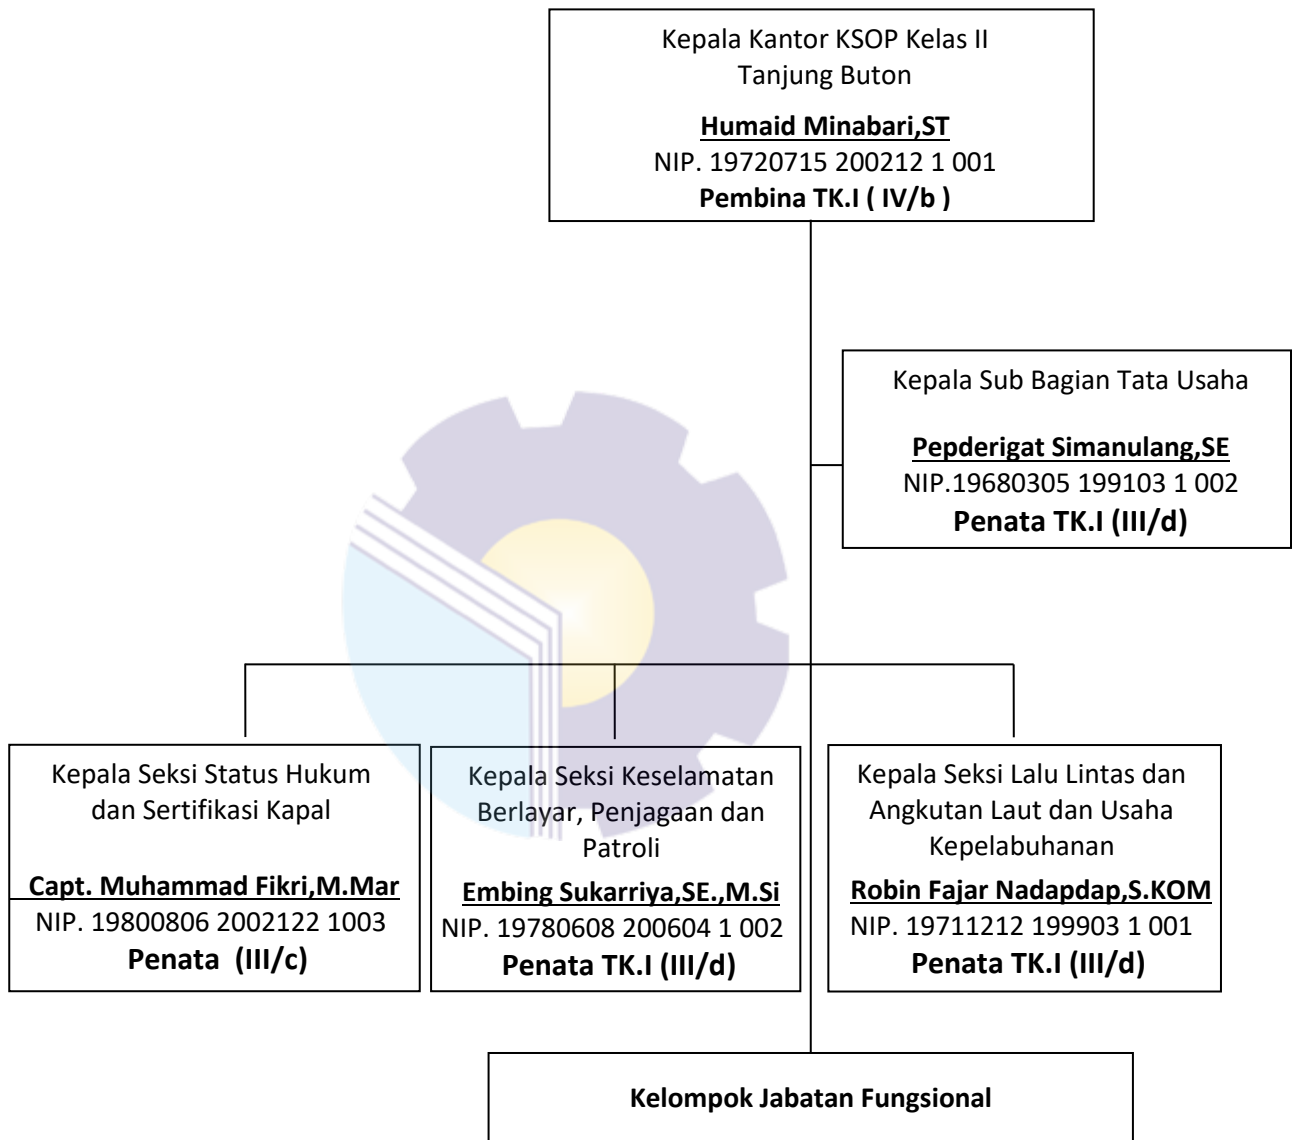 Kepala Kantor KSOP Kelas II
Tanjung Buton
Humaid Minabari,ST
NIP. 19720715 200212 1 001
Pembina TK.I ( IV/b )
Kepala Sub Bagian Tata Usaha
Pepderigat Simanulang,SE
NIP.19680305 199103 1 002
Penata TK.I (III/d)
Kepala Seksi Status Hukum
dan Sertifikasi Kapal
Capt. Muhammad Fikri,M.Mar
NIP. 19800806 2002122 1003
Penata (III/c)
Kepala Seksi Keselamatan
Berlayar, Penjagaan dan
Patroli
Embing Sukarriya,SE.,M.Si
NIP. 19780608 200604 1 002
Penata TK.I (III/d)
Kepala Seksi Lalu Lintas dan
Angkutan Laut dan Usaha
Kepelabuhanan
Robin Fajar Nadapdap,S.KOM
NIP. 19711212 199903 1 001
Penata TK.I (III/d)
Kelompok Jabatan Fungsional